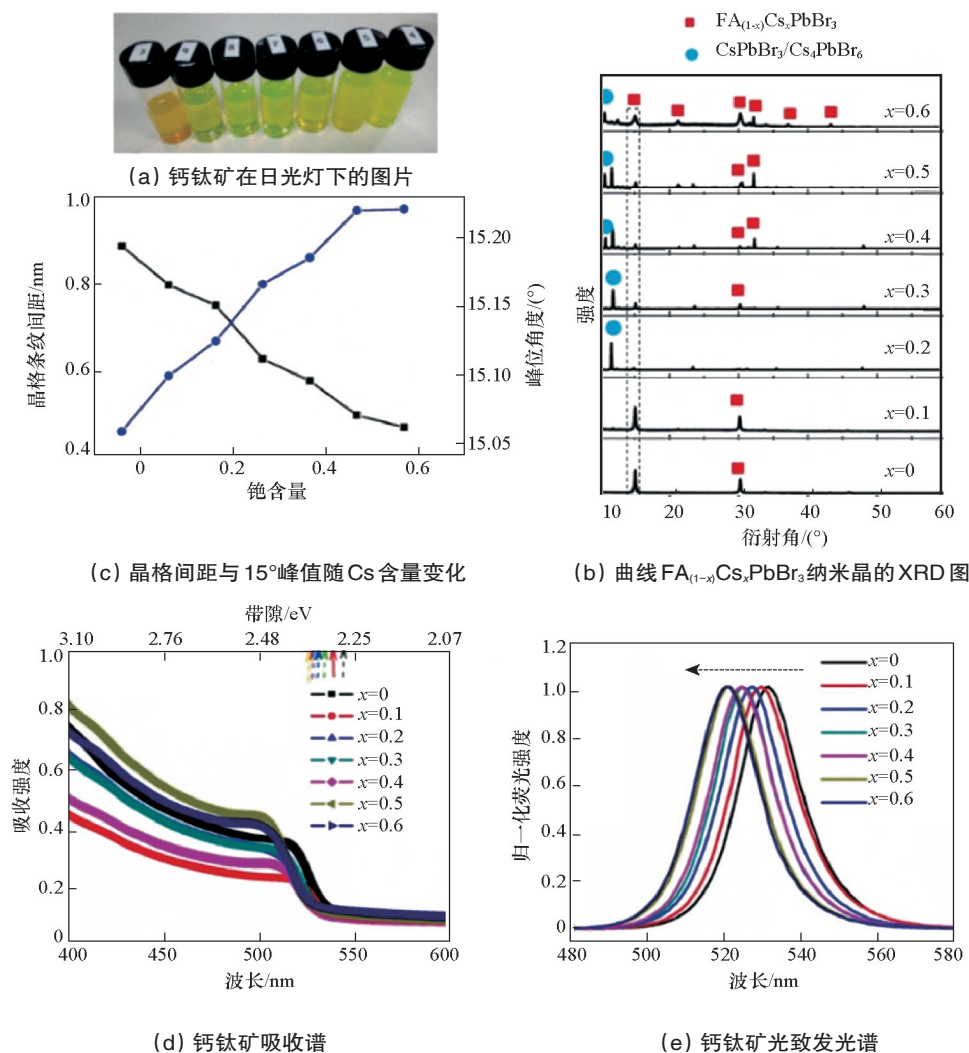 (a) 钙钛矿在日光灯下的图片
FA₍₁₋ₓ₎CsₓPbBr₃
CsPbBr₃/Cs₄PbBr₆
x=0.6
x=0.5
x=0.4
x=0.3
x=0.2
x=0.1
x=0
强度
10 20 30 40 50 60
衍射角/(°)
(b) 曲线FA₍₁₋ₓ₎CsₓPbBr₃纳米晶的XRD图
1.0
0.8
0.6
0.4
晶格条纹间距/nm
15.20
15.15
15.10
15.05
峰位角度/(°)
0 0.2 0.4 0.6
铯含量
(c) 晶格间距与15°峰值随Cs含量变化
带隙/eV
3.10 2.76 2.48 2.25 2.07
1.0
0.8
0.6
0.4
0.2
0
吸收强度
x=0
x=0.1
x=0.2
x=0.3
x=0.4
x=0.5
x=0.6
400 450 500 550 600
波长/nm
(d) 钙钛矿吸收谱
1.2
1.0
0.8
0.6
0.4
0.2
0
归一化荧光强度
x=0
x=0.1
x=0.2
x=0.3
x=0.4
x=0.5
x=0.6
480 500 520 540 560 580
波长/nm
(e) 钙钛矿光致发光谱